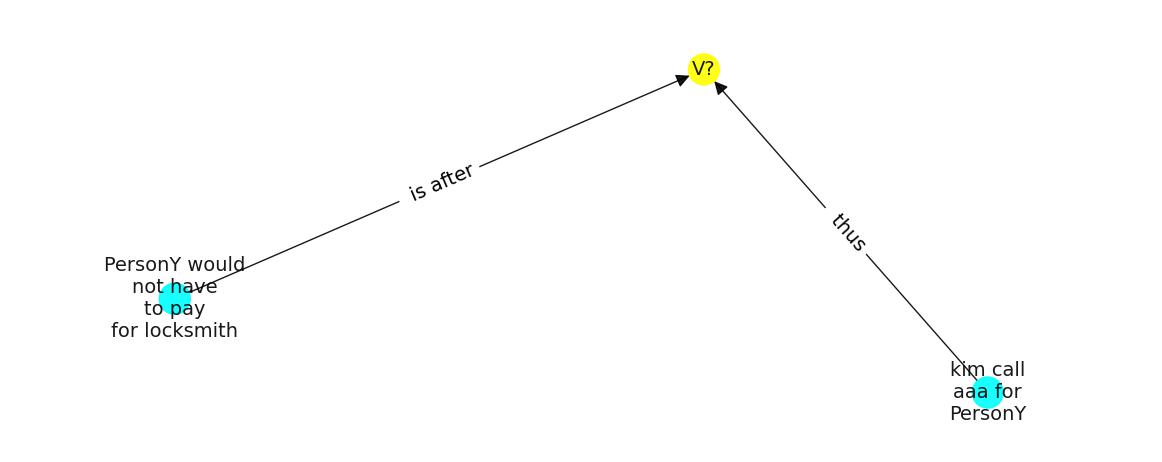 V?
is after
thus
PersonY would
not have
to pay
for locksmith
kim call
aaa for
PersonY